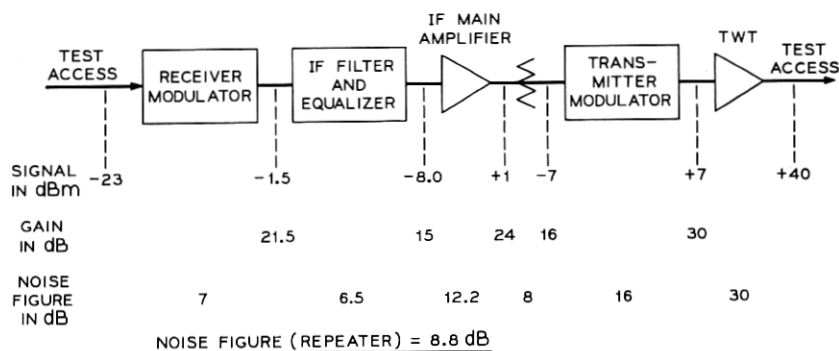 IF MAIN
AMPLIFIER
TWT
TEST
ACCESS
RECEIVER
MODULATOR
IF FILTER
AND
EQUALIZER
TRANS-
MITTER
MODULATOR
TEST
ACCESS
SIGNAL
IN dBm
-23
-1.5
-8.0
+1
-7
+7
+40
GAIN
IN dB
21.5
15
24
16
30
NOISE
FIGURE
IN dB
7
6.5
12.2
8
16
30
NOISE FIGURE (REPEATER) = 8.8 dB